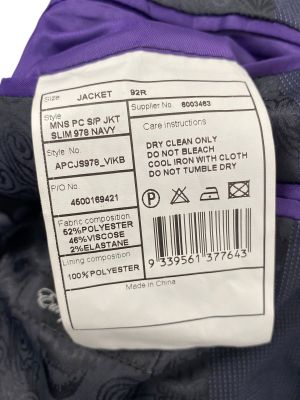 Size JACKET 92R
Style Supplier No. 6003463
MNS PC S/P JKT
SLIM 978 NAVY
Care instructions
Style No.
APCJS978_VIKB
DRY CLEAN ONLY
DO NOT BLEACH
COOL IRON WITH CLOTH
DO NOT TUMBLE DRY
P/O No
4500169421
P
Fabric composition
52%POLYESTER
46%VISCOSE
2%ELASTANE
Lining composition
100%POLYESTER
9 339561 377643
Made in China